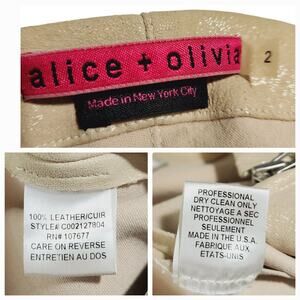 alice + olivia
2
Made in New York City
100% LEATHER/CUIR
STYLE# C002127804
RN# 107677
CARE ON REVERSE
ENTRETIEN AU DOS
PROFESSIONAL
DRY CLEAN ONLY
NETTOYAGE A SEC
PROFESSIONNEL
SEULEMENT
MADE IN THE U.S.A.
FABRIQUE AUX
ETATS-UNIS